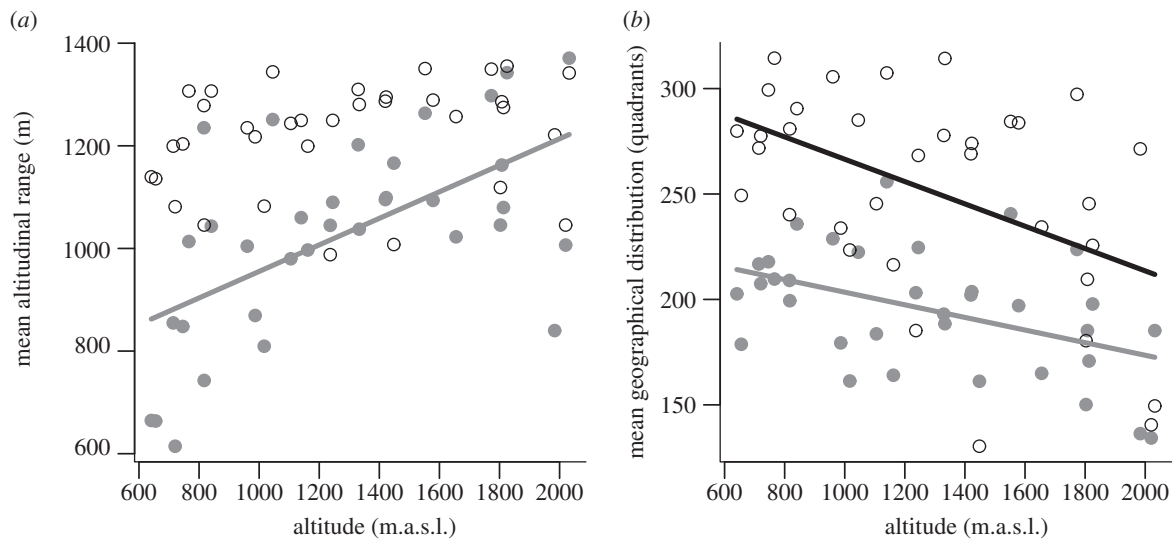 (a)
1400
1200
1000
800
600
mean altitudinal range (m)
600 800 1000 1200 1400 1600 1800 2000
altitude (m.a.s.l.)
(b)
300
250
200
150
mean geographical distribution (quadrants)
600 800 1000 1200 1400 1600 1800 2000
altitude (m.a.s.l.)